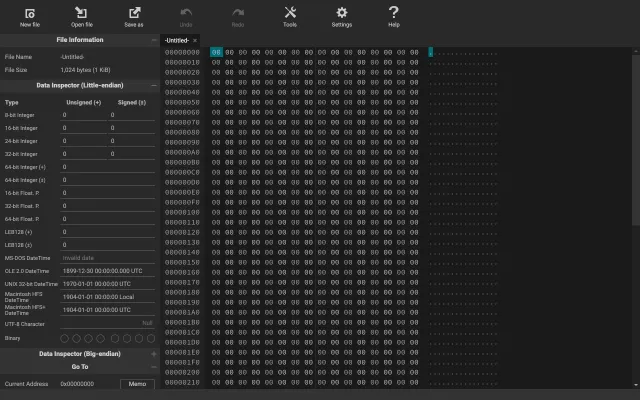 New file Open file Save as Undo Redo Tools Settings Help
File Information
File Name -Untitled-
File Size 1,024 bytes (1 KiB)
Data Inspector (Little-endian)
Type Unsigned (+) Signed (±)
8-bit Integer 0 0
16-bit Integer 0 0
24-bit Integer 0 0
32-bit Integer 0 0
64-bit Integer (+) 0
64-bit Integer (±) 0
16-bit Float. P. 0
32-bit Float. P. 0
64-bit Float. P. 0
LEB128 (+) 0
LEB128 (±) 0
MS-DOS DateTime Invalid date
OLE 2.0 DateTime 1899-12-30 00:00:00.000 UTC
UNIX 32-bit DateTime 1970-01-01 00:00:00 UTC
Macintosh HFS DateTime 1904-01-01 00:00:00 Local
Macintosh HFS+ DateTime 1904-01-01 00:00:00 UTC
UTF-8 Character Null
Binary
Data Inspector (Big-endian)
Go To
Current Address 0x00000000 Memo
-Untitled- ×
00000000 00 00 00 00 00 00 00 00 00 00 00 00 00 00 00 00 ................
00000010 00 00 00 00 00 00 00 00 00 00 00 00 00 00 00 00 ................
00000020 00 00 00 00 00 00 00 00 00 00 00 00 00 00 00 00 ................
00000030 00 00 00 00 00 00 00 00 00 00 00 00 00 00 00 00 ................
00000040 00 00 00 00 00 00 00 00 00 00 00 00 00 00 00 00 ................
00000050 00 00 00 00 00 00 00 00 00 00 00 00 00 00 00 00 ................
00000060 00 00 00 00 00 00 00 00 00 00 00 00 00 00 00 00 ................
00000070 00 00 00 00 00 00 00 00 00 00 00 00 00 00 00 00 ................
00000080 00 00 00 00 00 00 00 00 00 00 00 00 00 00 00 00 ................
00000090 00 00 00 00 00 00 00 00 00 00 00 00 00 00 00 00 ................
000000A0 00 00 00 00 00 00 00 00 00 00 00 00 00 00 00 00 ................
000000B0 00 00 00 00 00 00 00 00 00 00 00 00 00 00 00 00 ................
000000C0 00 00 00 00 00 00 00 00 00 00 00 00 00 00 00 00 ................
000000D0 00 00 00 00 00 00 00 00 00 00 00 00 00 00 00 00 ................
000000E0 00 00 00 00 00 00 00 00 00 00 00 00 00 00 00 00 ................
000000F0 00 00 00 00 00 00 00 00 00 00 00 00 00 00 00 00 ................
00000100 00 00 00 00 00 00 00 00 00 00 00 00 00 00 00 00 ................
00000110 00 00 00 00 00 00 00 00 00 00 00 00 00 00 00 00 ................
00000120 00 00 00 00 00 00 00 00 00 00 00 00 00 00 00 00 ................
00000130 00 00 00 00 00 00 00 00 00 00 00 00 00 00 00 00 ................
00000140 00 00 00 00 00 00 00 00 00 00 00 00 00 00 00 00 ................
00000150 00 00 00 00 00 00 00 00 00 00 00 00 00 00 00 00 ................
00000160 00 00 00 00 00 00 00 00 00 00 00 00 00 00 00 00 ................
00000170 00 00 00 00 00 00 00 00 00 00 00 00 00 00 00 00 ................
00000180 00 00 00 00 00 00 00 00 00 00 00 00 00 00 00 00 ................
00000190 00 00 00 00 00 00 00 00 00 00 00 00 00 00 00 00 ................
000001A0 00 00 00 00 00 00 00 00 00 00 00 00 00 00 00 00 ................
000001B0 00 00 00 00 00 00 00 00 00 00 00 00 00 00 00 00 ................
000001C0 00 00 00 00 00 00 00 00 00 00 00 00 00 00 00 00 ................
000001D0 00 00 00 00 00 00 00 00 00 00 00 00 00 00 00 00 ................
000001E0 00 00 00 00 00 00 00 00 00 00 00 00 00 00 00 00 ................
000001F0 00 00 00 00 00 00 00 00 00 00 00 00 00 00 00 00 ................
00000200 00 00 00 00 00 00 00 00 00 00 00 00 00 00 00 00 ................
00000210 00 00 00 00 00 00 00 00 00 00 00 00 00 00 00 00 ................